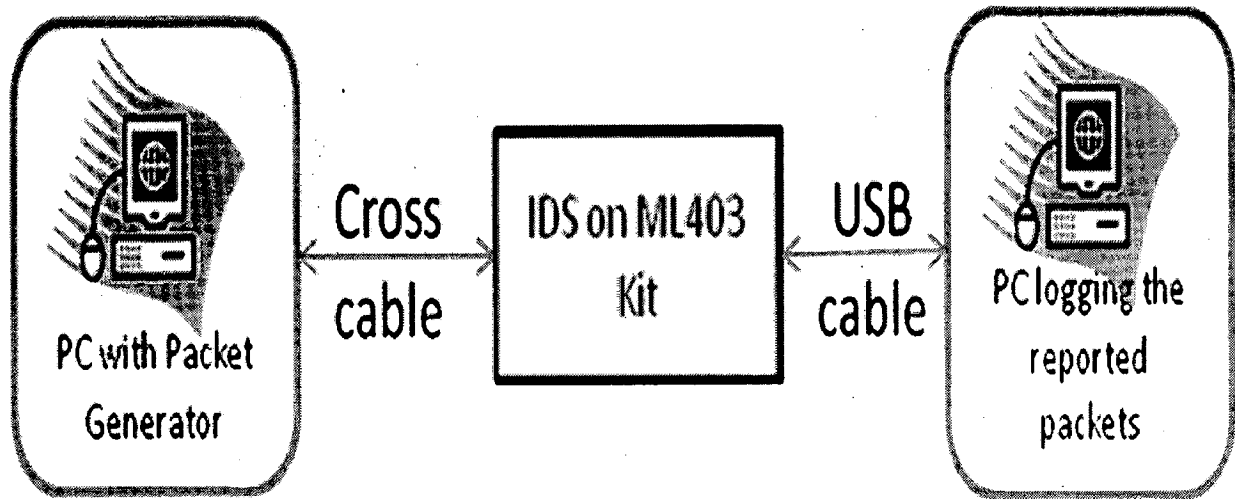 PC with Packet
Generator
Cross
cable
IDS on ML403
Kit
USB
cable
PC logging the
reported
packets